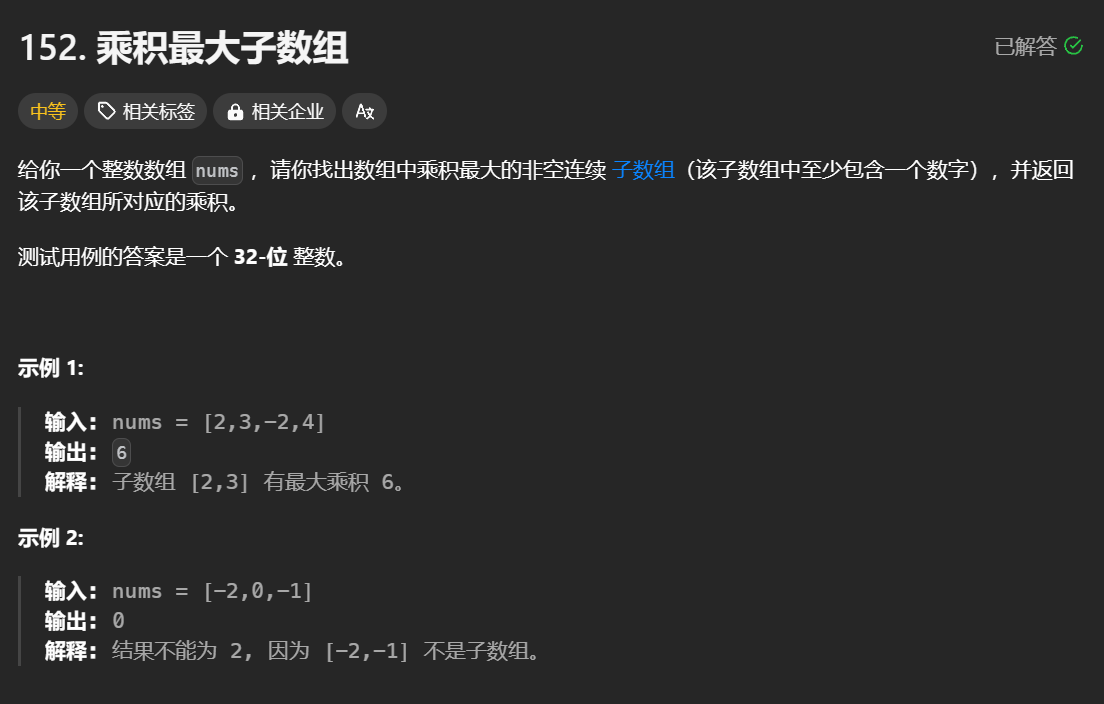 152. 乘积最大子数组
已解答
中等 相关标签 相关企业
给你一个整数数组 nums ，请你找出数组中乘积最大的非空连续 子数组（该子数组中至少包含一个数字），并返回
该子数组所对应的乘积。
测试用例的答案是一个 32-位 整数。
示例 1:
输入: nums = [2,3,-2,4]
输出: 6
解释: 子数组 [2,3] 有最大乘积 6。
示例 2:
输入: nums = [-2,0,-1]
输出: 0
解释: 结果不能为 2, 因为 [-2,-1] 不是子数组。